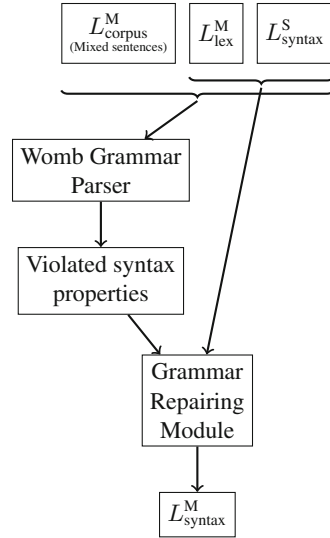 L^M_corpus L^M_lex L^S_syntax
(Mixed sentences)
Womb Grammar
Parser
Violated syntax
properties
Grammar
Repairing
Module
L^M_syntax